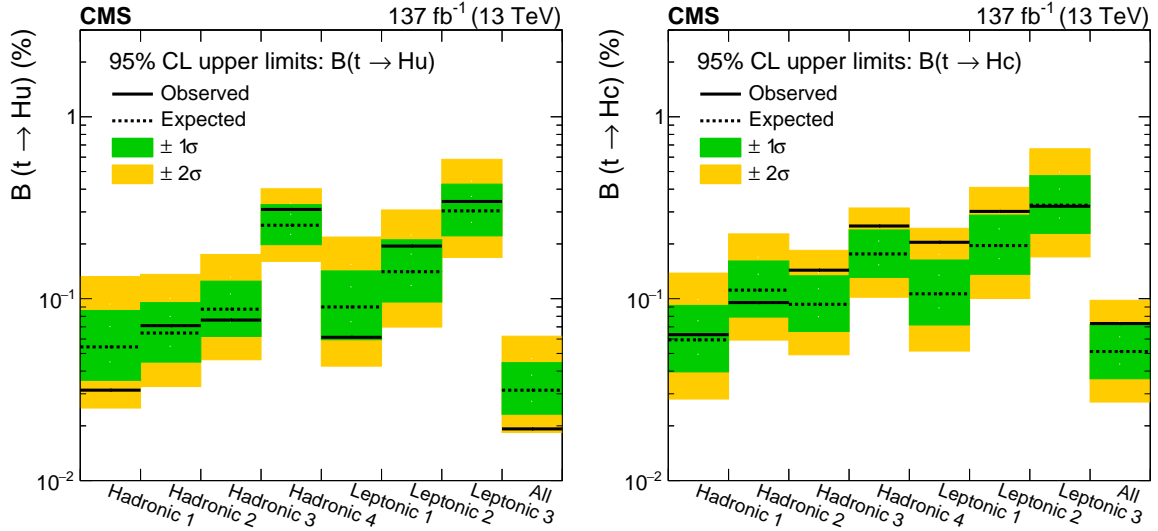 CMS 137 fb⁻¹ (13 TeV)
B (t → Hu) (%)
95% CL upper limits: B(t → Hu)
Observed
Expected
± 1σ
± 2σ
1
10⁻¹
10⁻²
Hadronic 1
Hadronic 2
Hadronic 3
Hadronic 4
Leptonic 1
Leptonic 2
Leptonic 3
All
CMS 137 fb⁻¹ (13 TeV)
B (t → Hc) (%)
95% CL upper limits: B(t → Hc)
Observed
Expected
± 1σ
± 2σ
1
10⁻¹
10⁻²
Hadronic 1
Hadronic 2
Hadronic 3
Hadronic 4
Leptonic 1
Leptonic 2
Leptonic 3
All